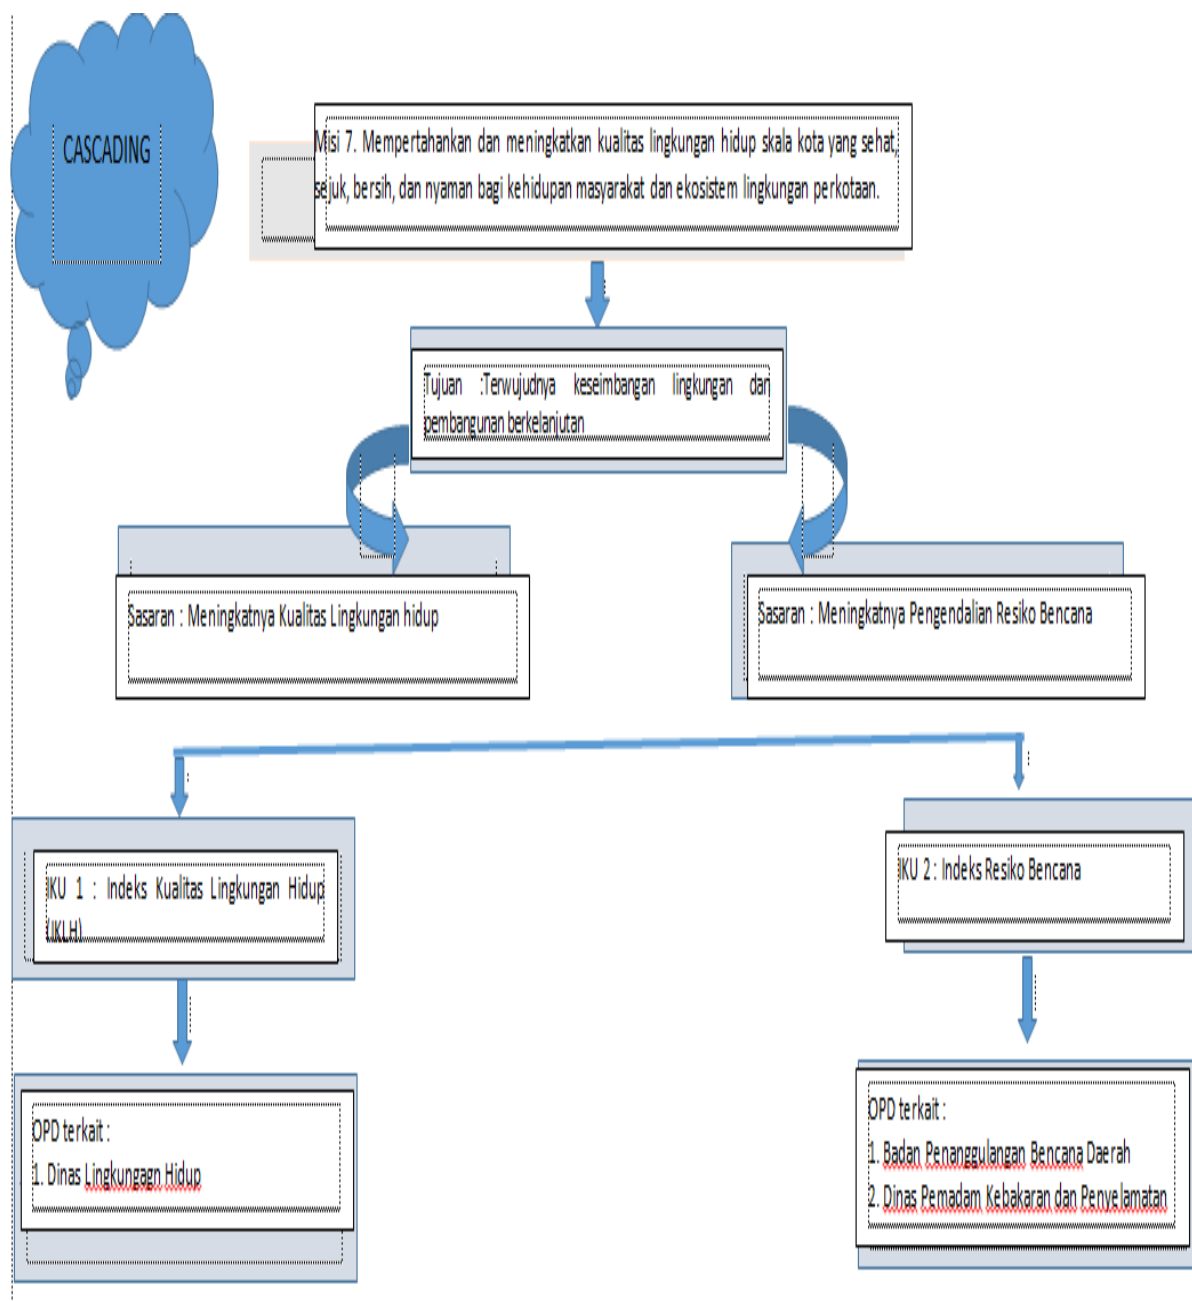 CASCADING
Misi 7. Mempertahankan dan meningkatkan kualitas lingkungan hidup skala kota yang sehat,
sejuk, bersih, dan nyaman bagi kehidupan masyarakat dan ekosistem lingkungan perkotaan.
Tujuan :Terwujudnya keseimbangan lingkungan dan
pembangunan berkelanjutan
Sasaran : Meningkatnya Kualitas Lingkungan hidup
Sasaran : Meningkatnya Pengendalian Resiko Bencana
IKU 1 : Indeks Kualitas Lingkungan Hidup
(IKLH)
IKU 2 : Indeks Resiko Bencana
OPD terkait :
1. Dinas Lingkungagn Hidup
OPD terkait :
1. Badan Penanggulangan Bencana Daerah
2. Dinas Pemadam Kebakaran dan Penyelamatan